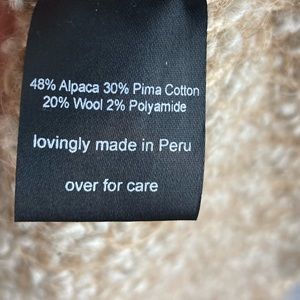 48% Alpaca 30% Pima Cotton
20% Wool 2% Polyamide
lovingly made in Peru
over for care